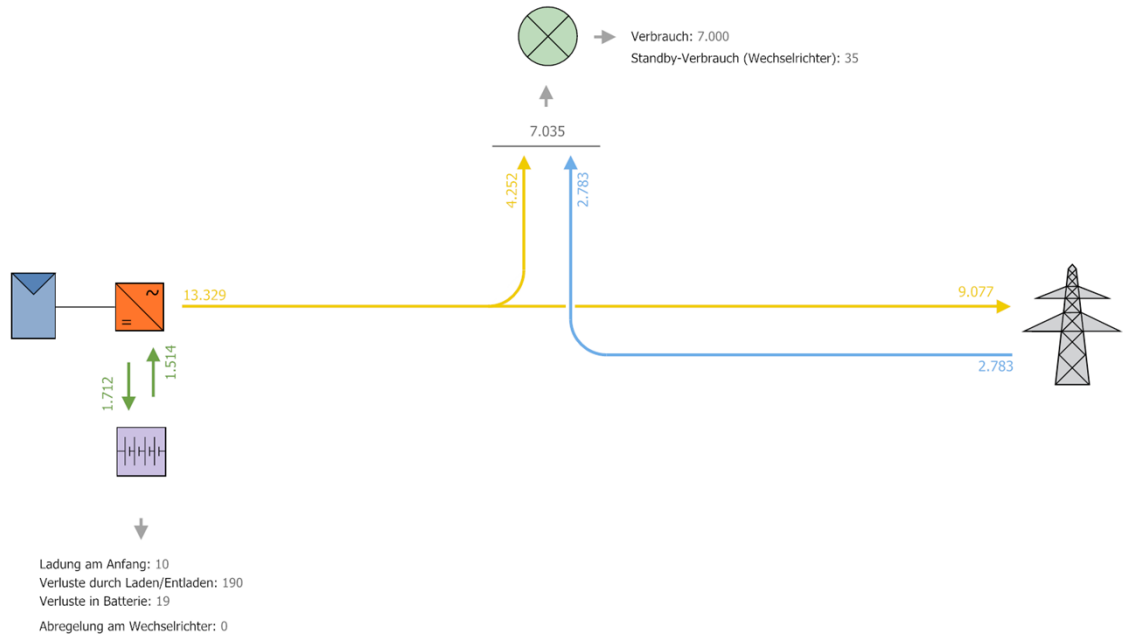 Verbrauch: 7.000
Standby-Verbrauch (Wechselrichter): 35
7.035
4.252
2.783
13.329
9.077
2.783
1.712
1.514
Ladung am Anfang: 10
Verluste durch Laden/Entladen: 190
Verluste in Batterie: 19
Abregelung am Wechselrichter: 0